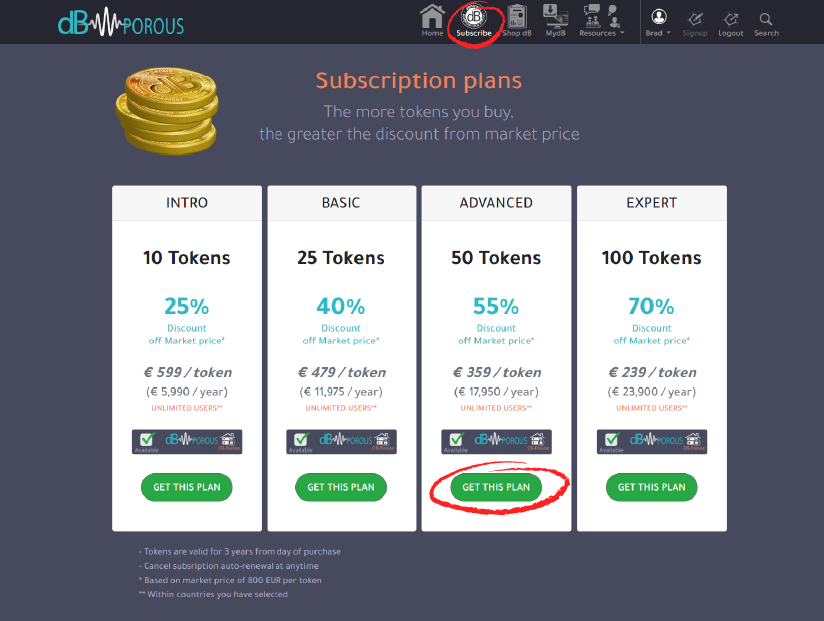 dB POROUS
Home
dB
Subscribe
Shop dB
MydB
Resources
Brad
Signup
Logout
Search
dB
Subscription plans
The more tokens you buy,
the greater the discount from market price
INTRO
10 Tokens
25%
Discount
off Market price*
€ 599 / token
(€ 5,990 / year)
UNLIMITED USERS**
Available
dB POROUS
GET THIS PLAN
BASIC
25 Tokens
40%
Discount
off Market price*
€ 479 / token
(€ 11,975 / year)
UNLIMITED USERS**
Available
dB POROUS
GET THIS PLAN
ADVANCED
50 Tokens
55%
Discount
off Market price*
€ 359 / token
(€ 17,950 / year)
UNLIMITED USERS**
Available
dB POROUS
GET THIS PLAN
EXPERT
100 Tokens
70%
Discount
off Market price*
€ 239 / token
(€ 23,900 / year)
UNLIMITED USERS**
Available
dB POROUS
GET THIS PLAN
- Tokens are valid for 3 years from day of purchase
- Cancel subsription auto-renewal at anytime
* Based on market price of 800 EUR per token
** Within countries you have selected